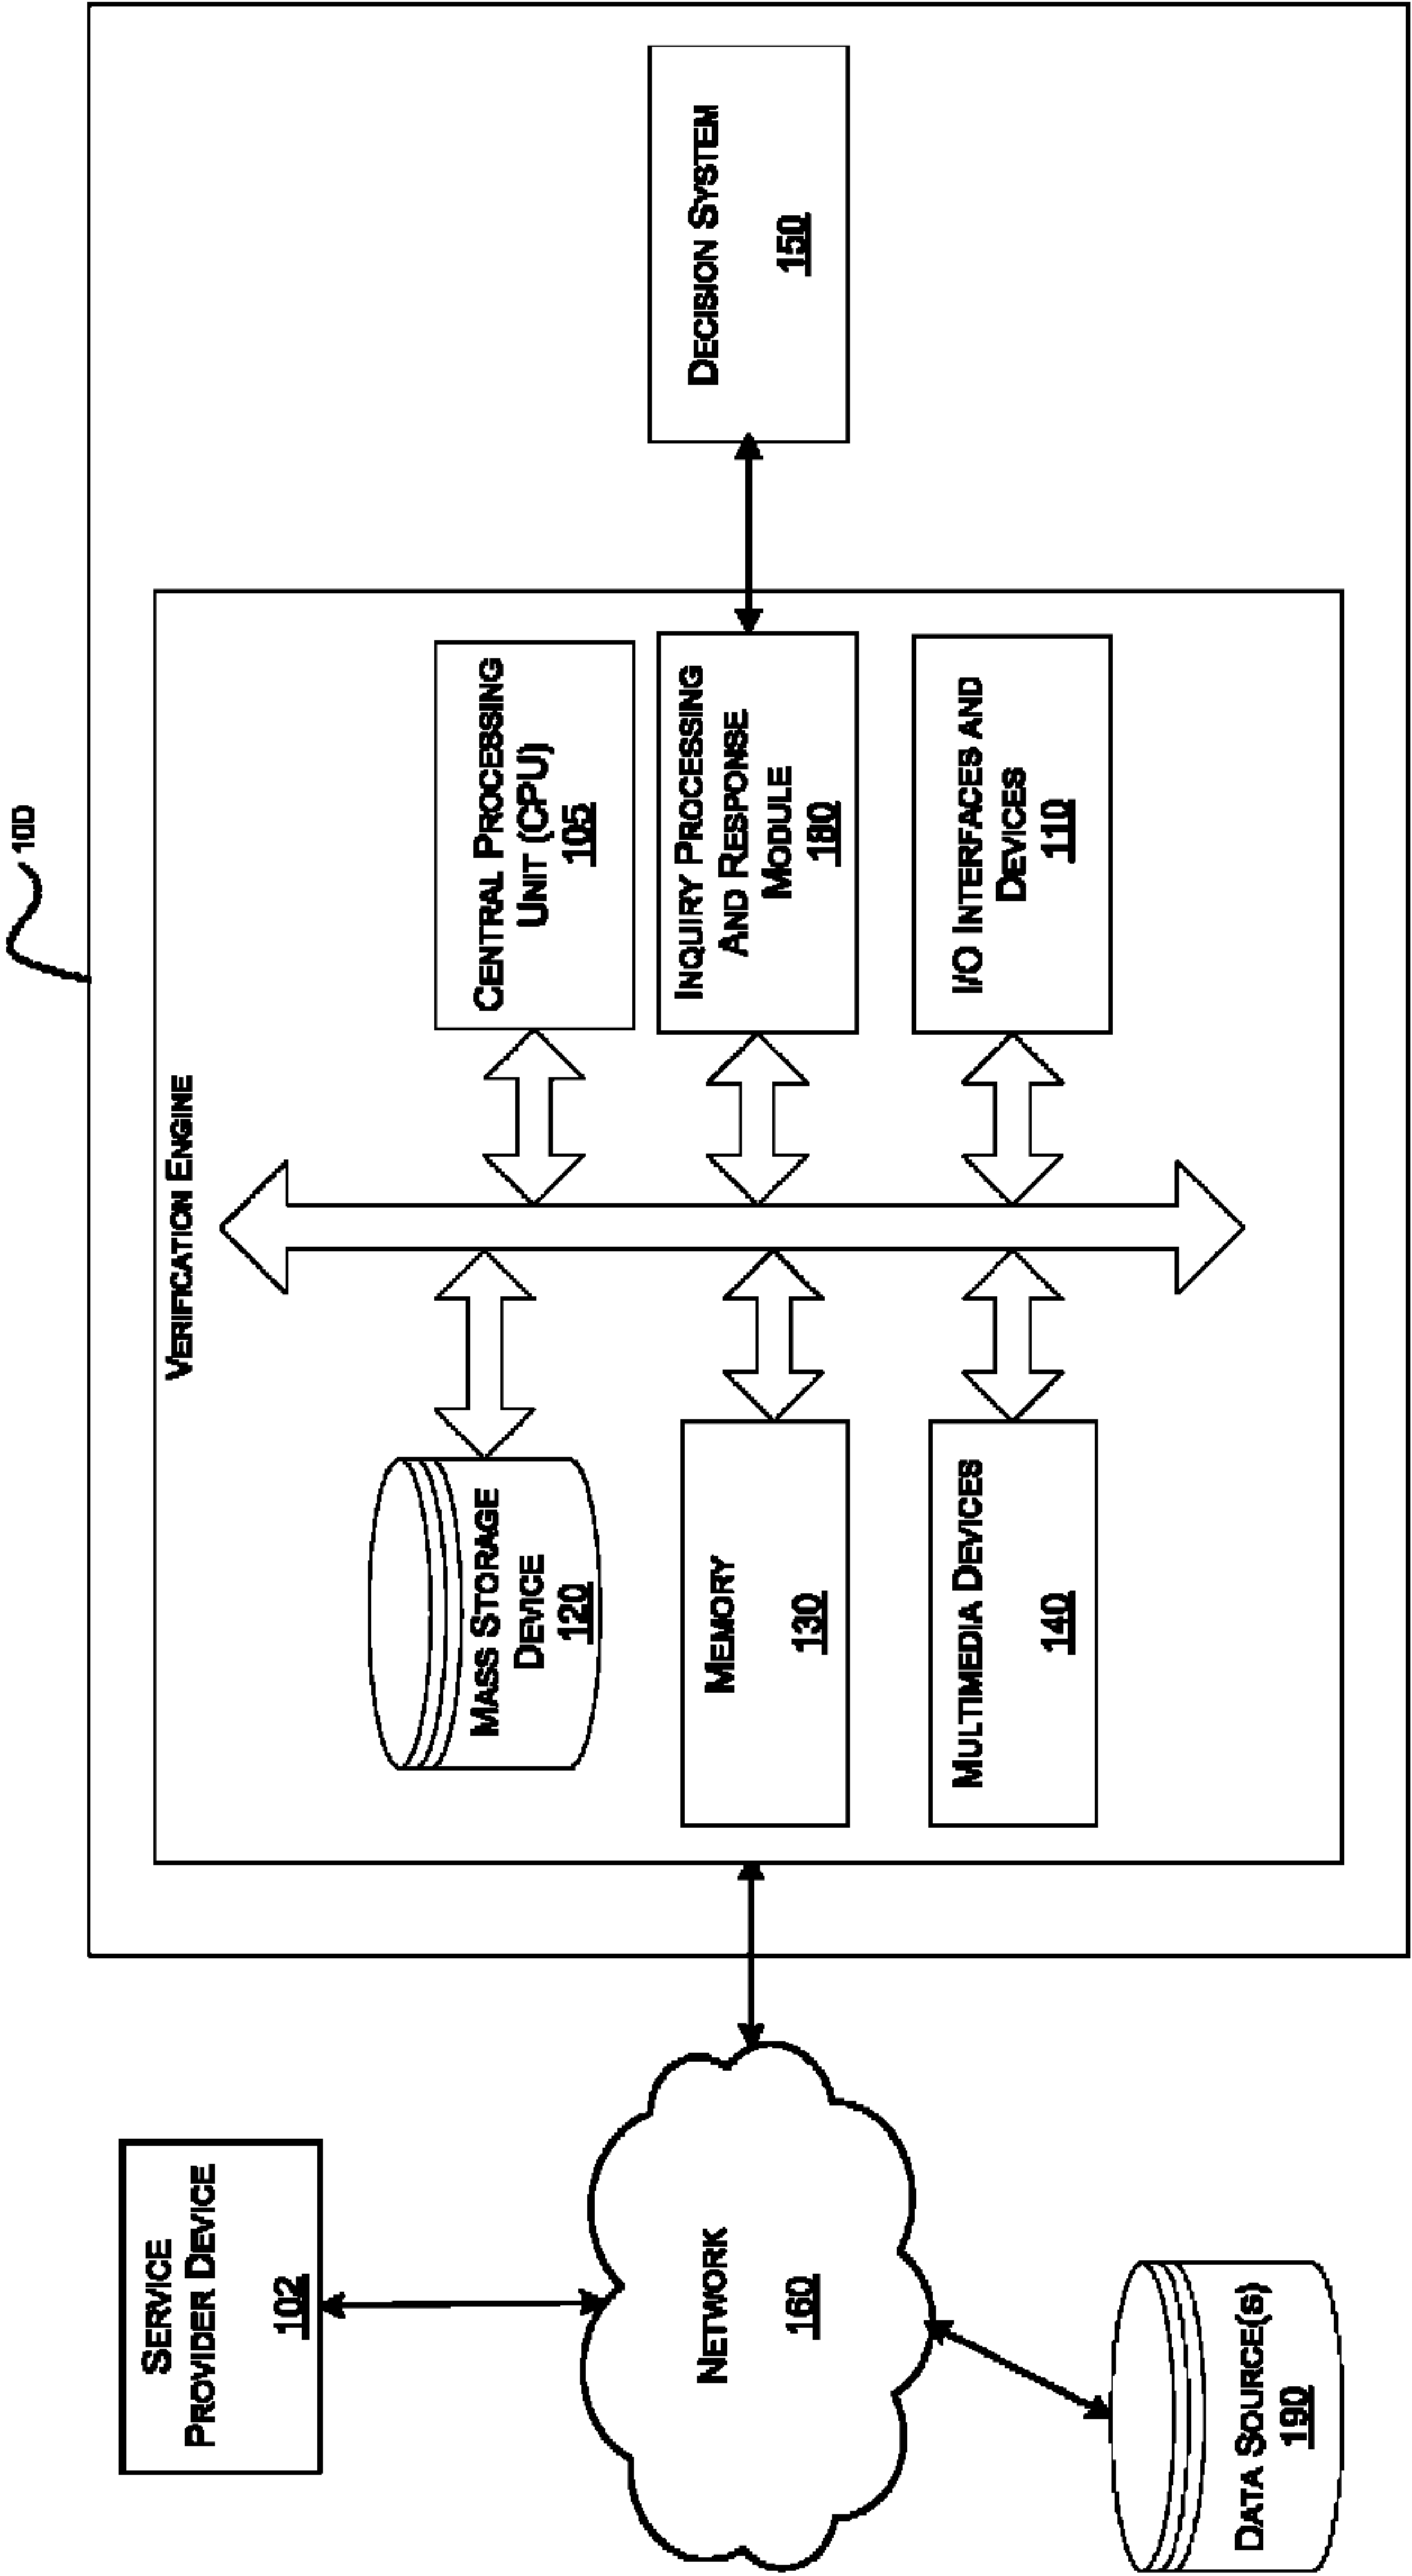 100
VERIFICATION ENGINE
SERVICE
PROVIDER DEVICE
102
NETWORK
160
DATA SOURCE(S)
190
MASS STORAGE
DEVICE
120
MEMORY
130
MULTIMEDIA DEVICES
140
CENTRAL PROCESSING
UNIT (CPU)
105
INQUIRY PROCESSING
AND RESPONSE
MODULE
180
I/O INTERFACES AND
DEVICES
110
DECISION SYSTEM
150